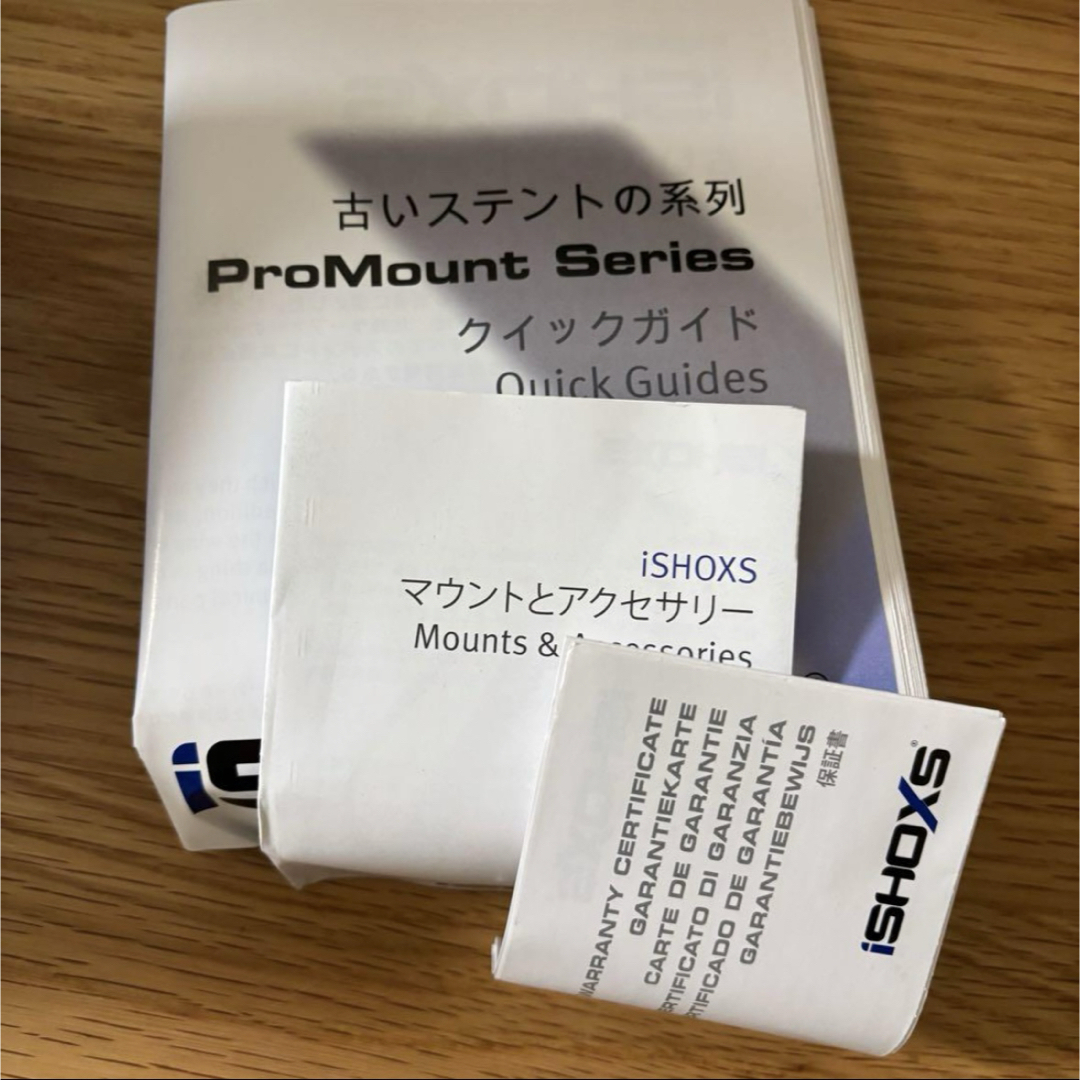 古いステントの系列
ProMount Series
クイックガイド
Quick Guides
iSHOXS
マウントとアクセサリー
Mounts & Accessories
WARRANTY CERTIFICATE
GARANTIEKARTE
CARTE DE GARANTIE
CERTIFICATO DI GARANZIA
CERTIFICADO DE GARANTÍA
GARANTIEBEWIJS
保証書
iSHOXS®